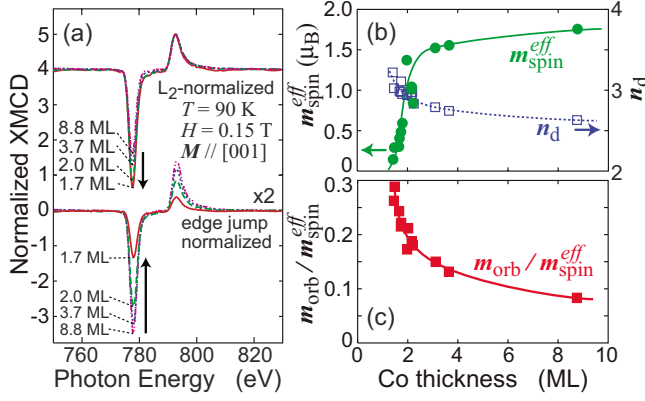 (a)
Normalized XMCD
5
4
3
2
1
0
-1
-2
-3
L2-normalized
T = 90 K
H = 0.15 T
M // [001]
8.8 ML
3.7 ML
2.0 ML
1.7 ML
x2
edge jump
normalized
1.7 ML
2.0 ML
3.7 ML
8.8 ML
760
780
800
820
Photon Energy (eV)
(b)
m_spin^eff (μB)
2.0
1.5
1.0
0.5
0.0
m_spin^eff
n_d
4
3
2
n_d
(c)
m_orb / m_spin^eff
0.3
0.2
0.1
0
m_orb / m_spin^eff
0
2
4
6
8
10
Co thickness (ML)